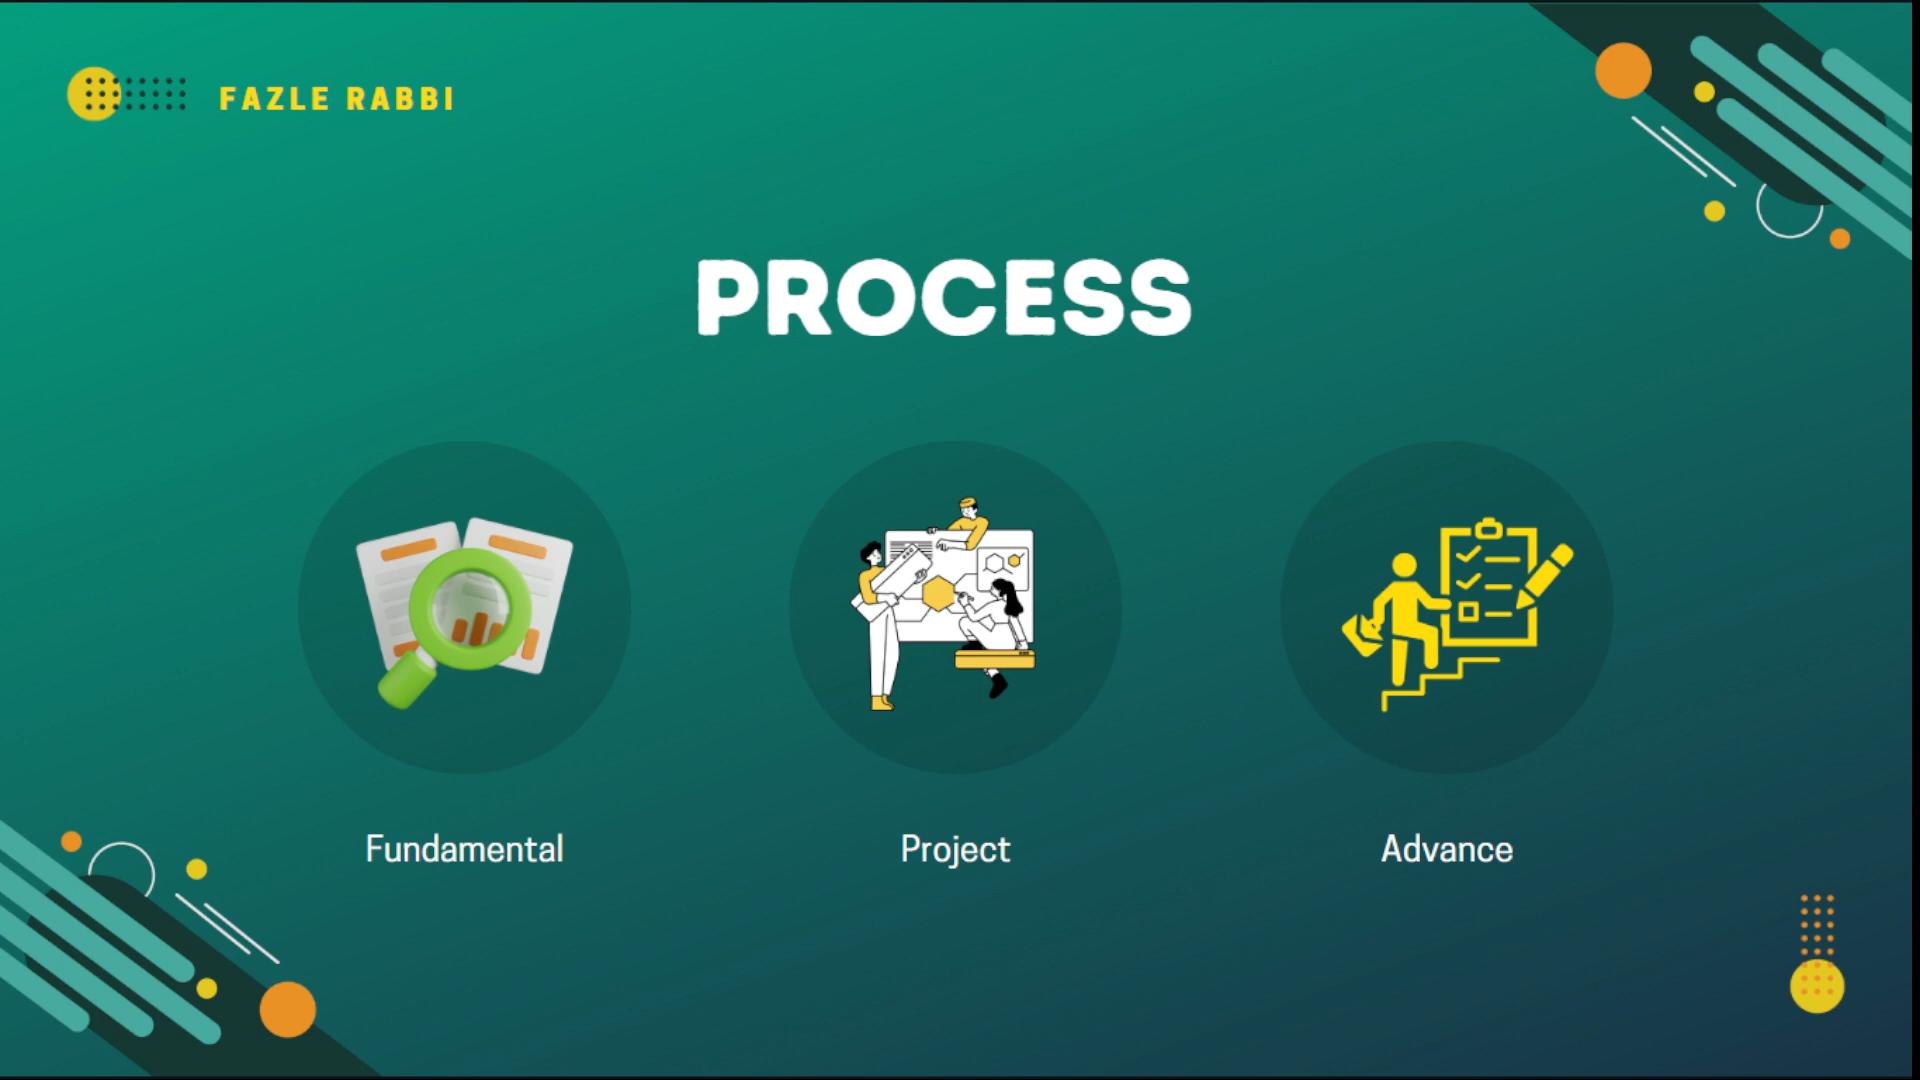 FAZLE RABBI
PROCESS
Fundamental
Project
Advance